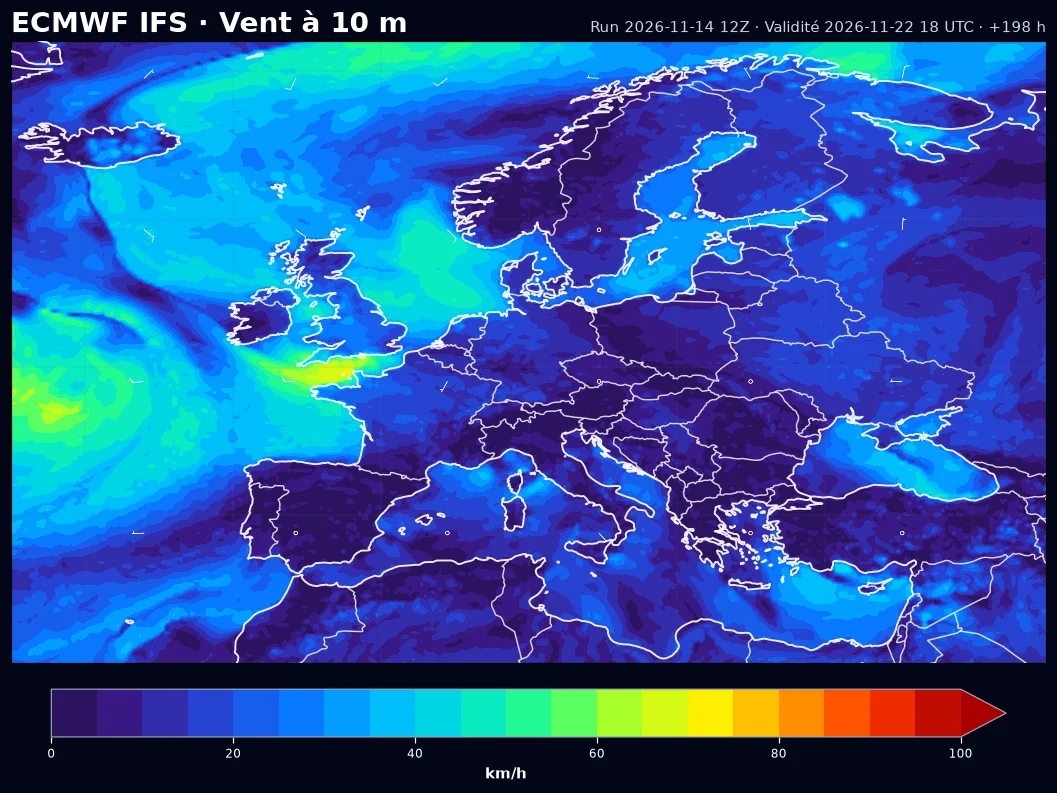 ECMWF IFS · Vent à 10 m
Run 2026-11-14 12Z · Validité 2026-11-22 18 UTC · +198 h
0 20 40 60 80 100
km/h